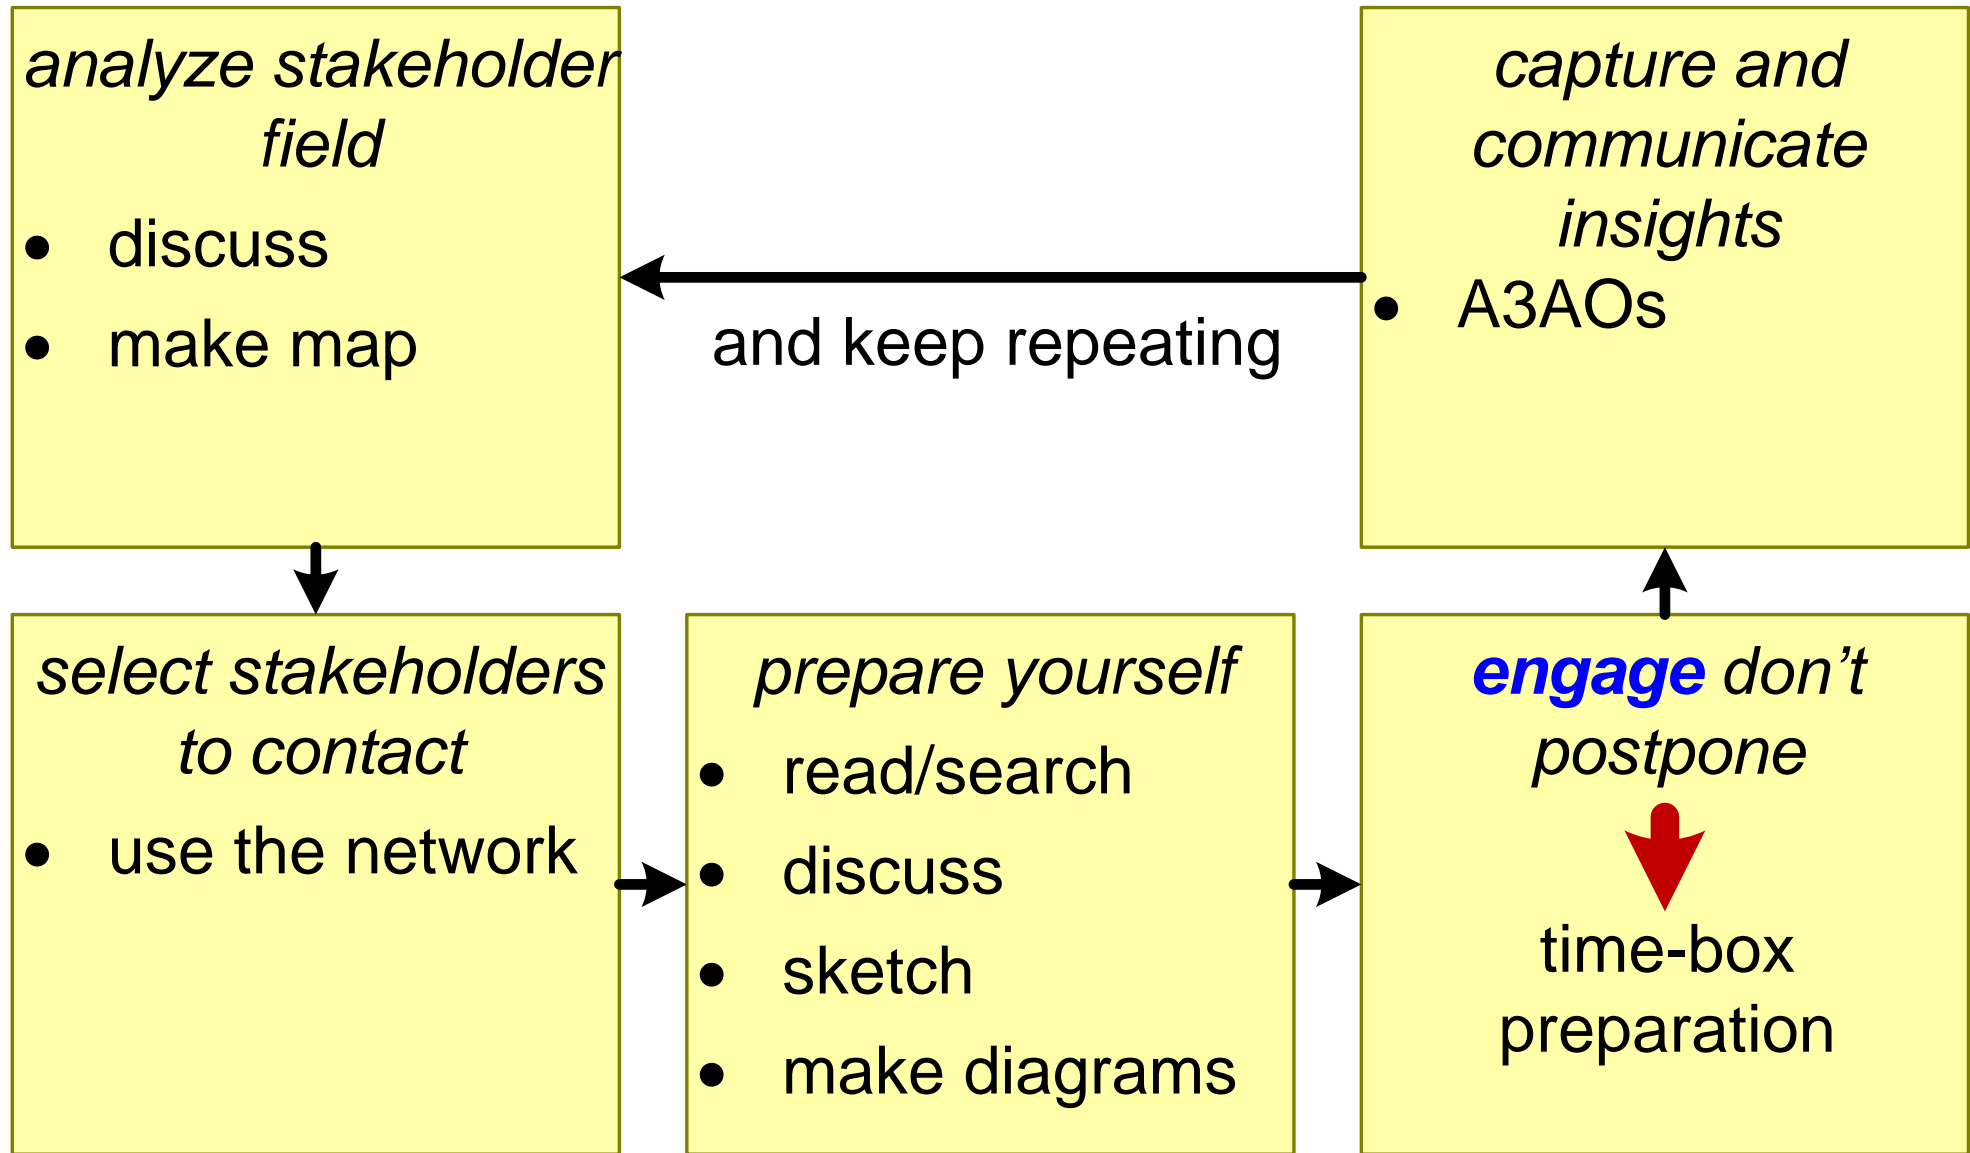 analyze stakeholder
field
• discuss
• make map
and keep repeating
capture and
communicate
insights
• A3AOs
select stakeholders
to contact
• use the network
prepare yourself
• read/search
• discuss
• sketch
• make diagrams
engage don’t
postpone
time-box
preparation